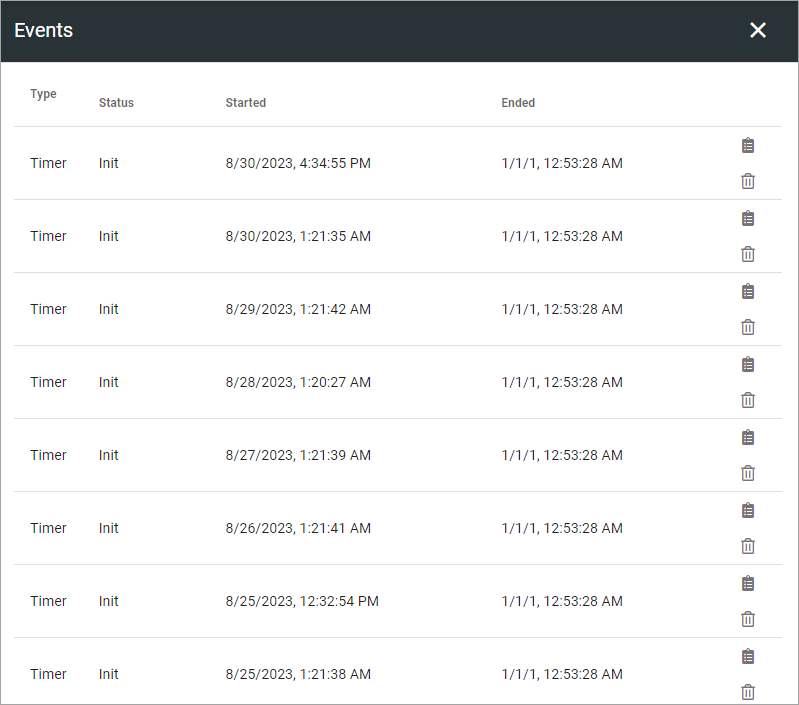 Events
Type Status Started Ended
Timer Init 8/30/2023, 4:34:55 PM 1/1/1, 12:53:28 AM
Timer Init 8/30/2023, 1:21:35 AM 1/1/1, 12:53:28 AM
Timer Init 8/29/2023, 1:21:42 AM 1/1/1, 12:53:28 AM
Timer Init 8/28/2023, 1:20:27 AM 1/1/1, 12:53:28 AM
Timer Init 8/27/2023, 1:21:39 AM 1/1/1, 12:53:28 AM
Timer Init 8/26/2023, 1:21:41 AM 1/1/1, 12:53:28 AM
Timer Init 8/25/2023, 12:32:54 PM 1/1/1, 12:53:28 AM
Timer Init 8/25/2023, 1:21:38 AM 1/1/1, 12:53:28 AM